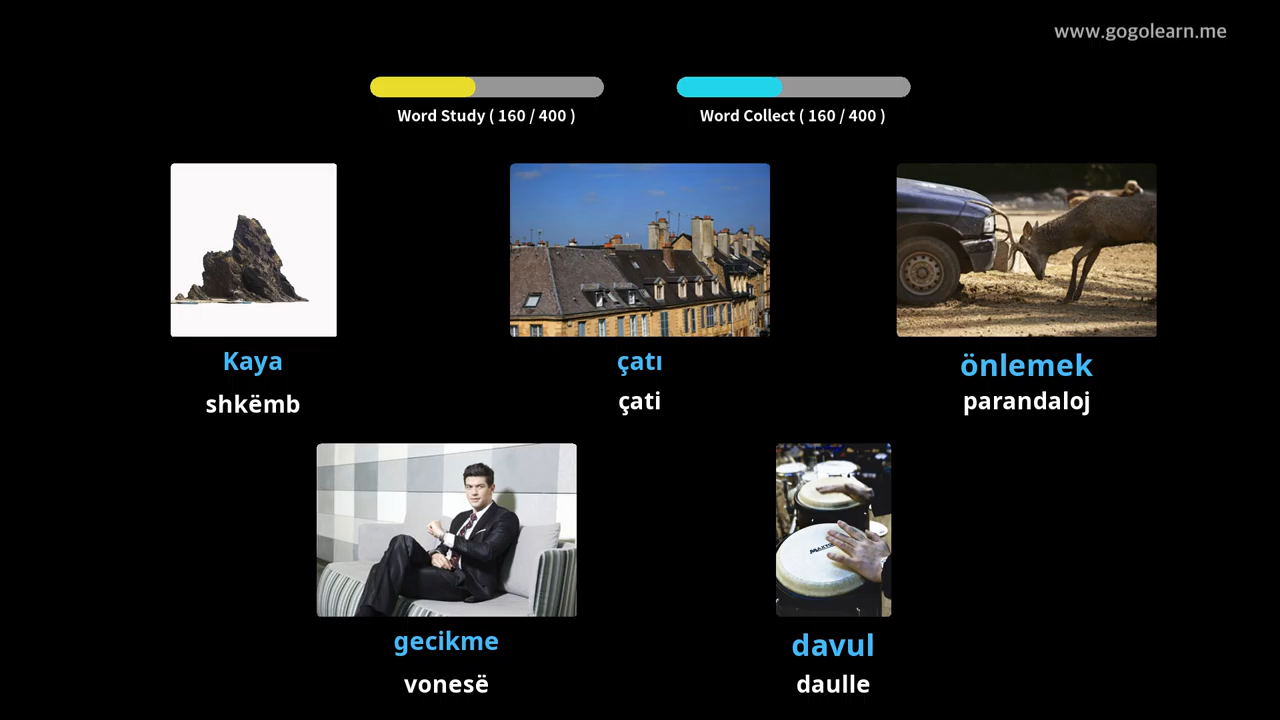 www.gogolearn.me
Word Study ( 160 / 400 )
Word Collect ( 160 / 400 )
Kaya
shkëmb
çatı
çati
önlemek
parandaloj
gecikme
vonesë
davul
daulle